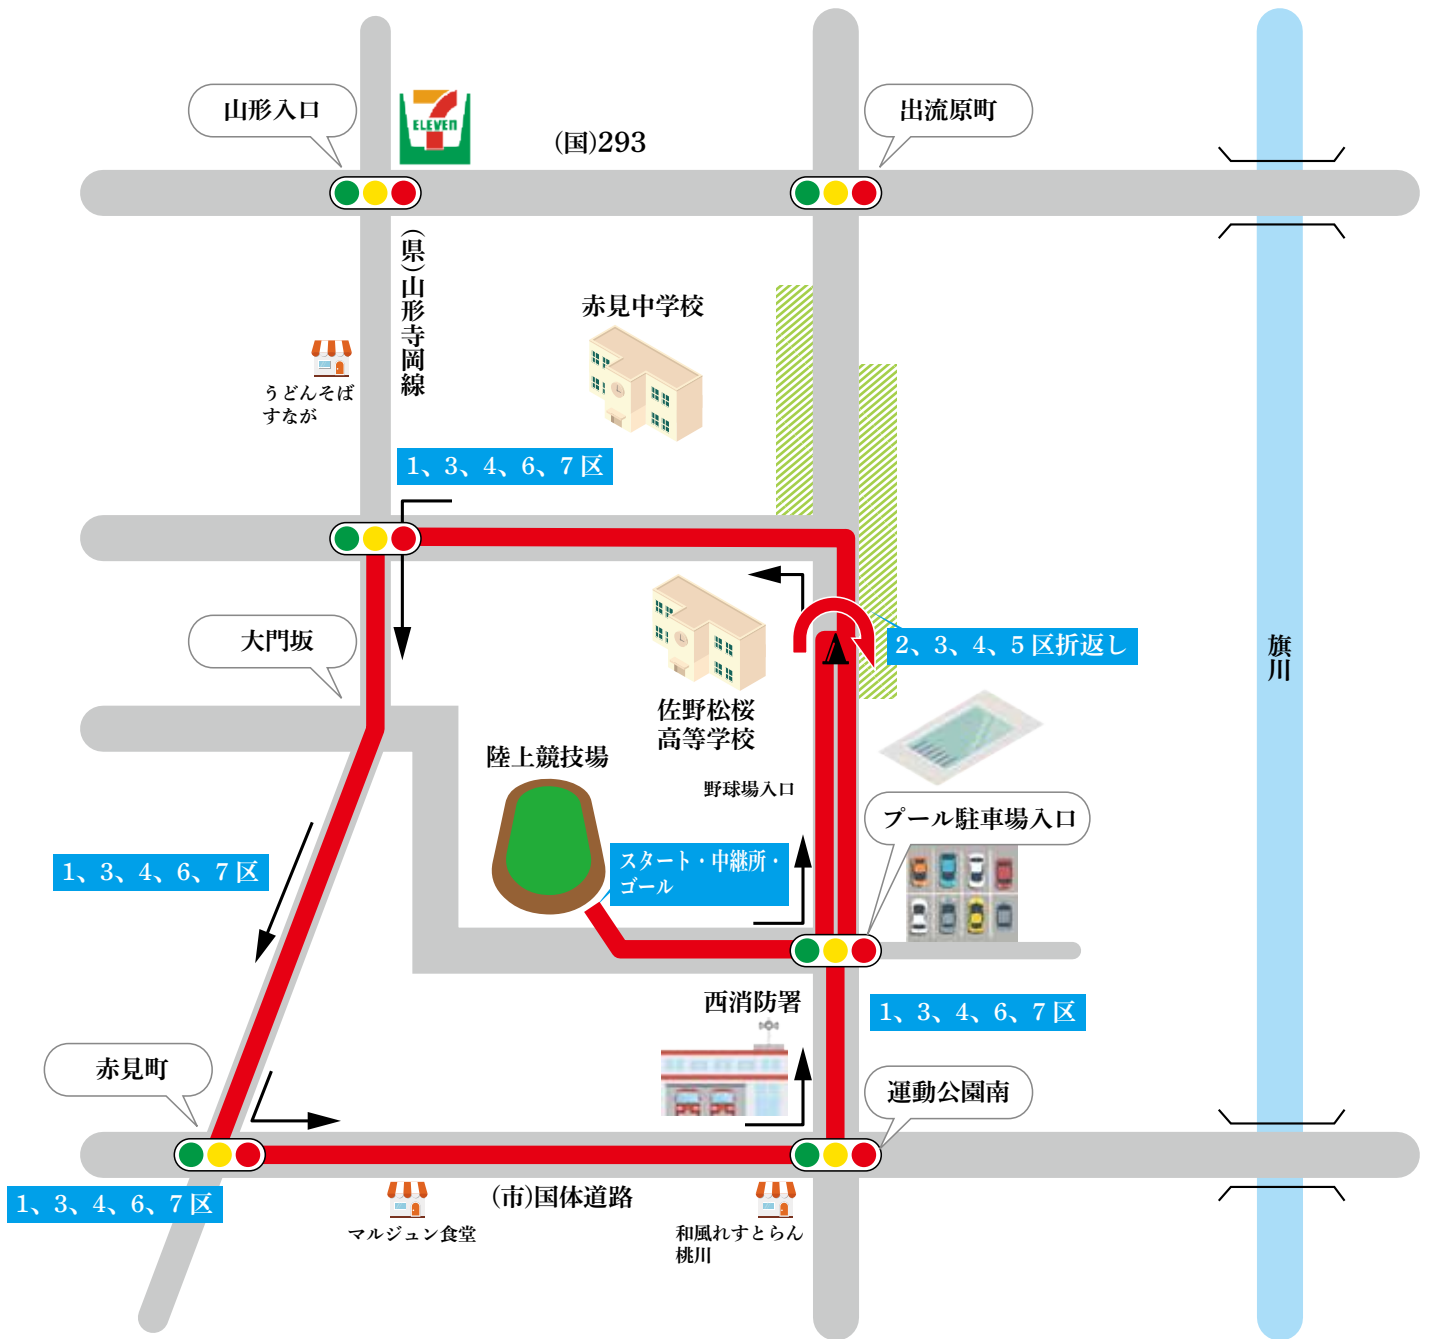 山形入口
ELEVEN
(国)293
出流原町
(県)山形寺岡線
赤見中学校
うどんそば
すなが
1、3、4、6、7区
大門坂
2、3、4、5区折返し
旗川
佐野松桜
高等学校
陸上競技場
野球場入口
プール駐車場入口
スタート・中継所・
ゴール
1、3、4、6、7区
西消防署
1、3、4、6、7区
赤見町
運動公園南
1、3、4、6、7区
(市)国体道路
マルジュン食堂
和風れすとらん
桃川